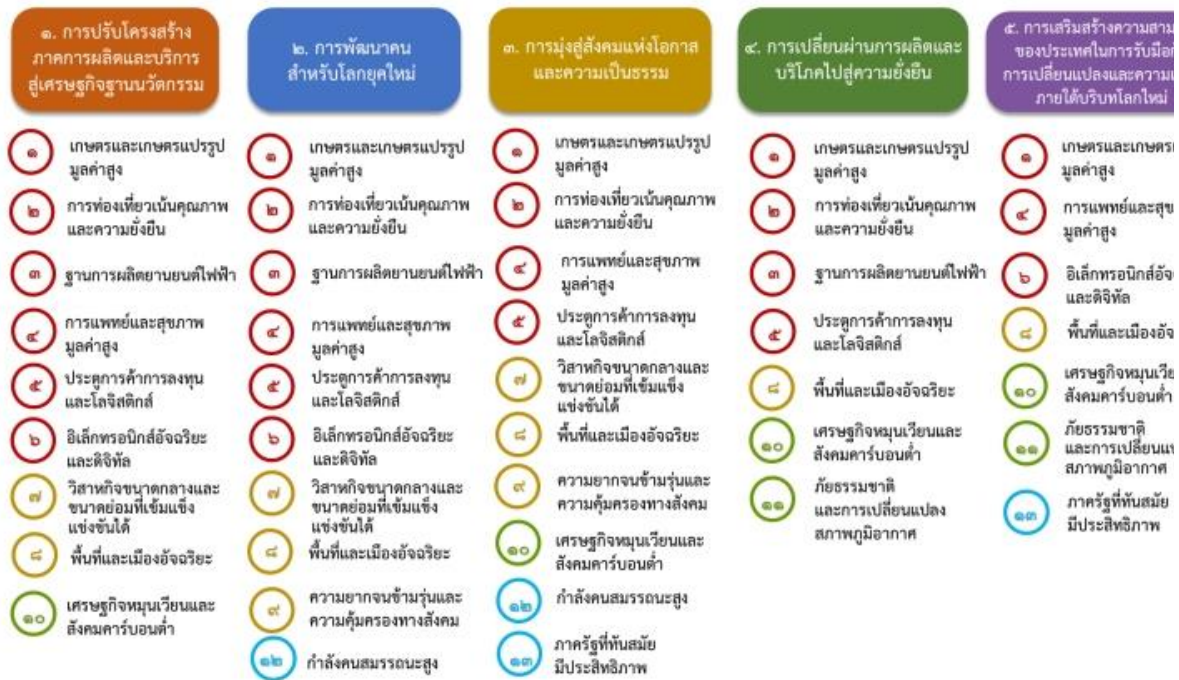 ๑. การปรับโครงสร้าง
ภาคการผลิตและบริการ
สู่เศรษฐกิจฐานนวัตกรรม
๑
เกษตรและเกษตรแปรรูป
มูลค่าสูง
๒
การท่องเที่ยวเน้นคุณภาพ
และความยั่งยืน
๓
ฐานการผลิตยานยนต์ไฟฟ้า
๔
การแพทย์และสุขภาพ
มูลค่าสูง
๕
ประตูการค้าการลงทุน
และโลจิสติกส์
๖
อิเล็กทรอนิกส์อัจฉริยะ
และดิจิทัล
๗
วิสาหกิจขนาดกลางและ
ขนาดย่อมที่เข้มแข็ง
แข่งขันได้
๘
พื้นที่และเมืองอัจฉริยะ
๑๐
เศรษฐกิจหมุนเวียนและ
สังคมคาร์บอนต่ำ
๒. การพัฒนาคน
สำหรับโลกยุคใหม่
๑
เกษตรและเกษตรแปรรูป
มูลค่าสูง
๒
การท่องเที่ยวเน้นคุณภาพ
และความยั่งยืน
๓
ฐานการผลิตยานยนต์ไฟฟ้า
๔
การแพทย์และสุขภาพ
มูลค่าสูง
๕
ประตูการค้าการลงทุน
และโลจิสติกส์
๖
อิเล็กทรอนิกส์อัจฉริยะ
และดิจิทัล
๗
วิสาหกิจขนาดกลางและ
ขนาดย่อมที่เข้มแข็ง
แข่งขันได้
๘
พื้นที่และเมืองอัจฉริยะ
๙
ความยากจนข้ามรุ่นและ
ความคุ้มครองทางสังคม
๑๒
กำลังคนสมรรถนะสูง
๓. การมุ่งสู่สังคมแห่งโอกาส
และความเป็นธรรม
๑
เกษตรและเกษตรแปรรูป
มูลค่าสูง
๒
การท่องเที่ยวเน้นคุณภาพ
และความยั่งยืน
๔
การแพทย์และสุขภาพ
มูลค่าสูง
๕
ประตูการค้าการลงทุน
และโลจิสติกส์
๗
วิสาหกิจขนาดกลางและ
ขนาดย่อมที่เข้มแข็ง
แข่งขันได้
๘
พื้นที่และเมืองอัจฉริยะ
๙
ความยากจนข้ามรุ่นและ
ความคุ้มครองทางสังคม
๑๐
เศรษฐกิจหมุนเวียนและ
สังคมคาร์บอนต่ำ
๑๒
กำลังคนสมรรถนะสูง
๑๓
ภาครัฐที่ทันสมัย
มีประสิทธิภาพ
๔. การเปลี่ยนผ่านการผลิตและ
บริโภคไปสู่ความยั่งยืน
๑
เกษตรและเกษตรแปรรูป
มูลค่าสูง
๒
การท่องเที่ยวเน้นคุณภาพ
และความยั่งยืน
๓
ฐานการผลิตยานยนต์ไฟฟ้า
๕
ประตูการค้าการลงทุน
และโลจิสติกส์
๘
พื้นที่และเมืองอัจฉริยะ
๑๐
เศรษฐกิจหมุนเวียนและ
สังคมคาร์บอนต่ำ
๑๑
ภัยธรรมชาติ
และการเปลี่ยนแปลง
สภาพภูมิอากาศ
๕. การเสริมสร้างความสาม
ของประเทศในการรับมือ
การเปลี่ยนแปลงและความ
ภายใต้บริบทโลกใหม่
๑
เกษตรและเกษตร
มูลค่าสูง
๔
การแพทย์และสุข
มูลค่าสูง
๖
อิเล็กทรอนิกส์อัจ
และดิจิทัล
๘
พื้นที่และเมืองอัจ
๑๐
เศรษฐกิจหมุนเวีย
สังคมคาร์บอนต่ำ
๑๑
ภัยธรรมชาติ
และการเปลี่ยนแป
สภาพภูมิอากาศ
๑๓
ภาครัฐที่ทันสมัย
มีประสิทธิภาพ